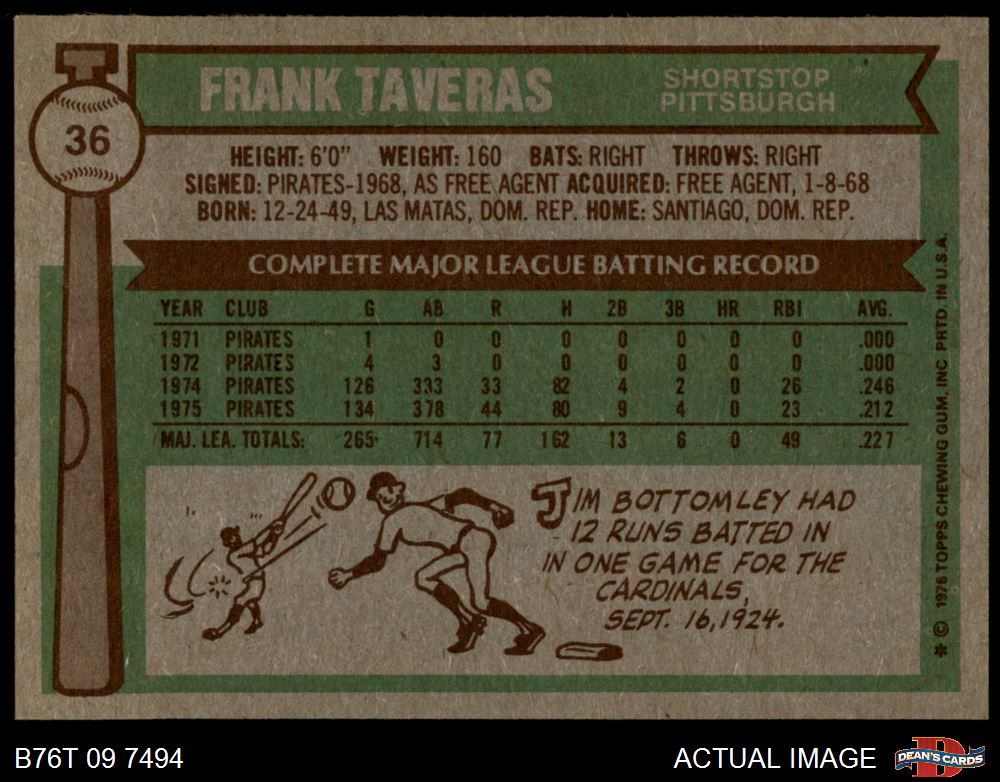 36
FRANK TAVERAS
SHORTSTOP
PITTSBURGH
HEIGHT: 6'0" WEIGHT: 160 BATS: RIGHT THROWS: RIGHT
SIGNED: PIRATES-1968, AS FREE AGENT ACQUIRED: FREE AGENT, 1-8-68
BORN: 12-24-49, LAS MATAS, DOM. REP. HOME: SANTIAGO, DOM. REP.
COMPLETE MAJOR LEAGUE BATTING RECORD
YEAR CLUB G AB R H 2B 3B HR RBI AVG.
1971 PIRATES 1 0 0 0 0 0 0 0 .000
1972 PIRATES 4 3 0 0 0 0 0 0 .000
1974 PIRATES 126 333 33 82 4 2 0 26 .246
1975 PIRATES 134 378 44 80 9 4 0 23 .212
MAJ. LEA. TOTALS: 265 714 77 162 13 6 0 49 .227
JIM BOTTOMLEY HAD
12 RUNS BATTED IN
IN ONE GAME FOR THE
CARDINALS,
SEPT. 16, 1924.
* © 1976 TOPPS CHEWING GUM, INC. PRTD. IN U.S.A.
B76T 09 7494
ACTUAL IMAGE
D
DEAN'S CARDS